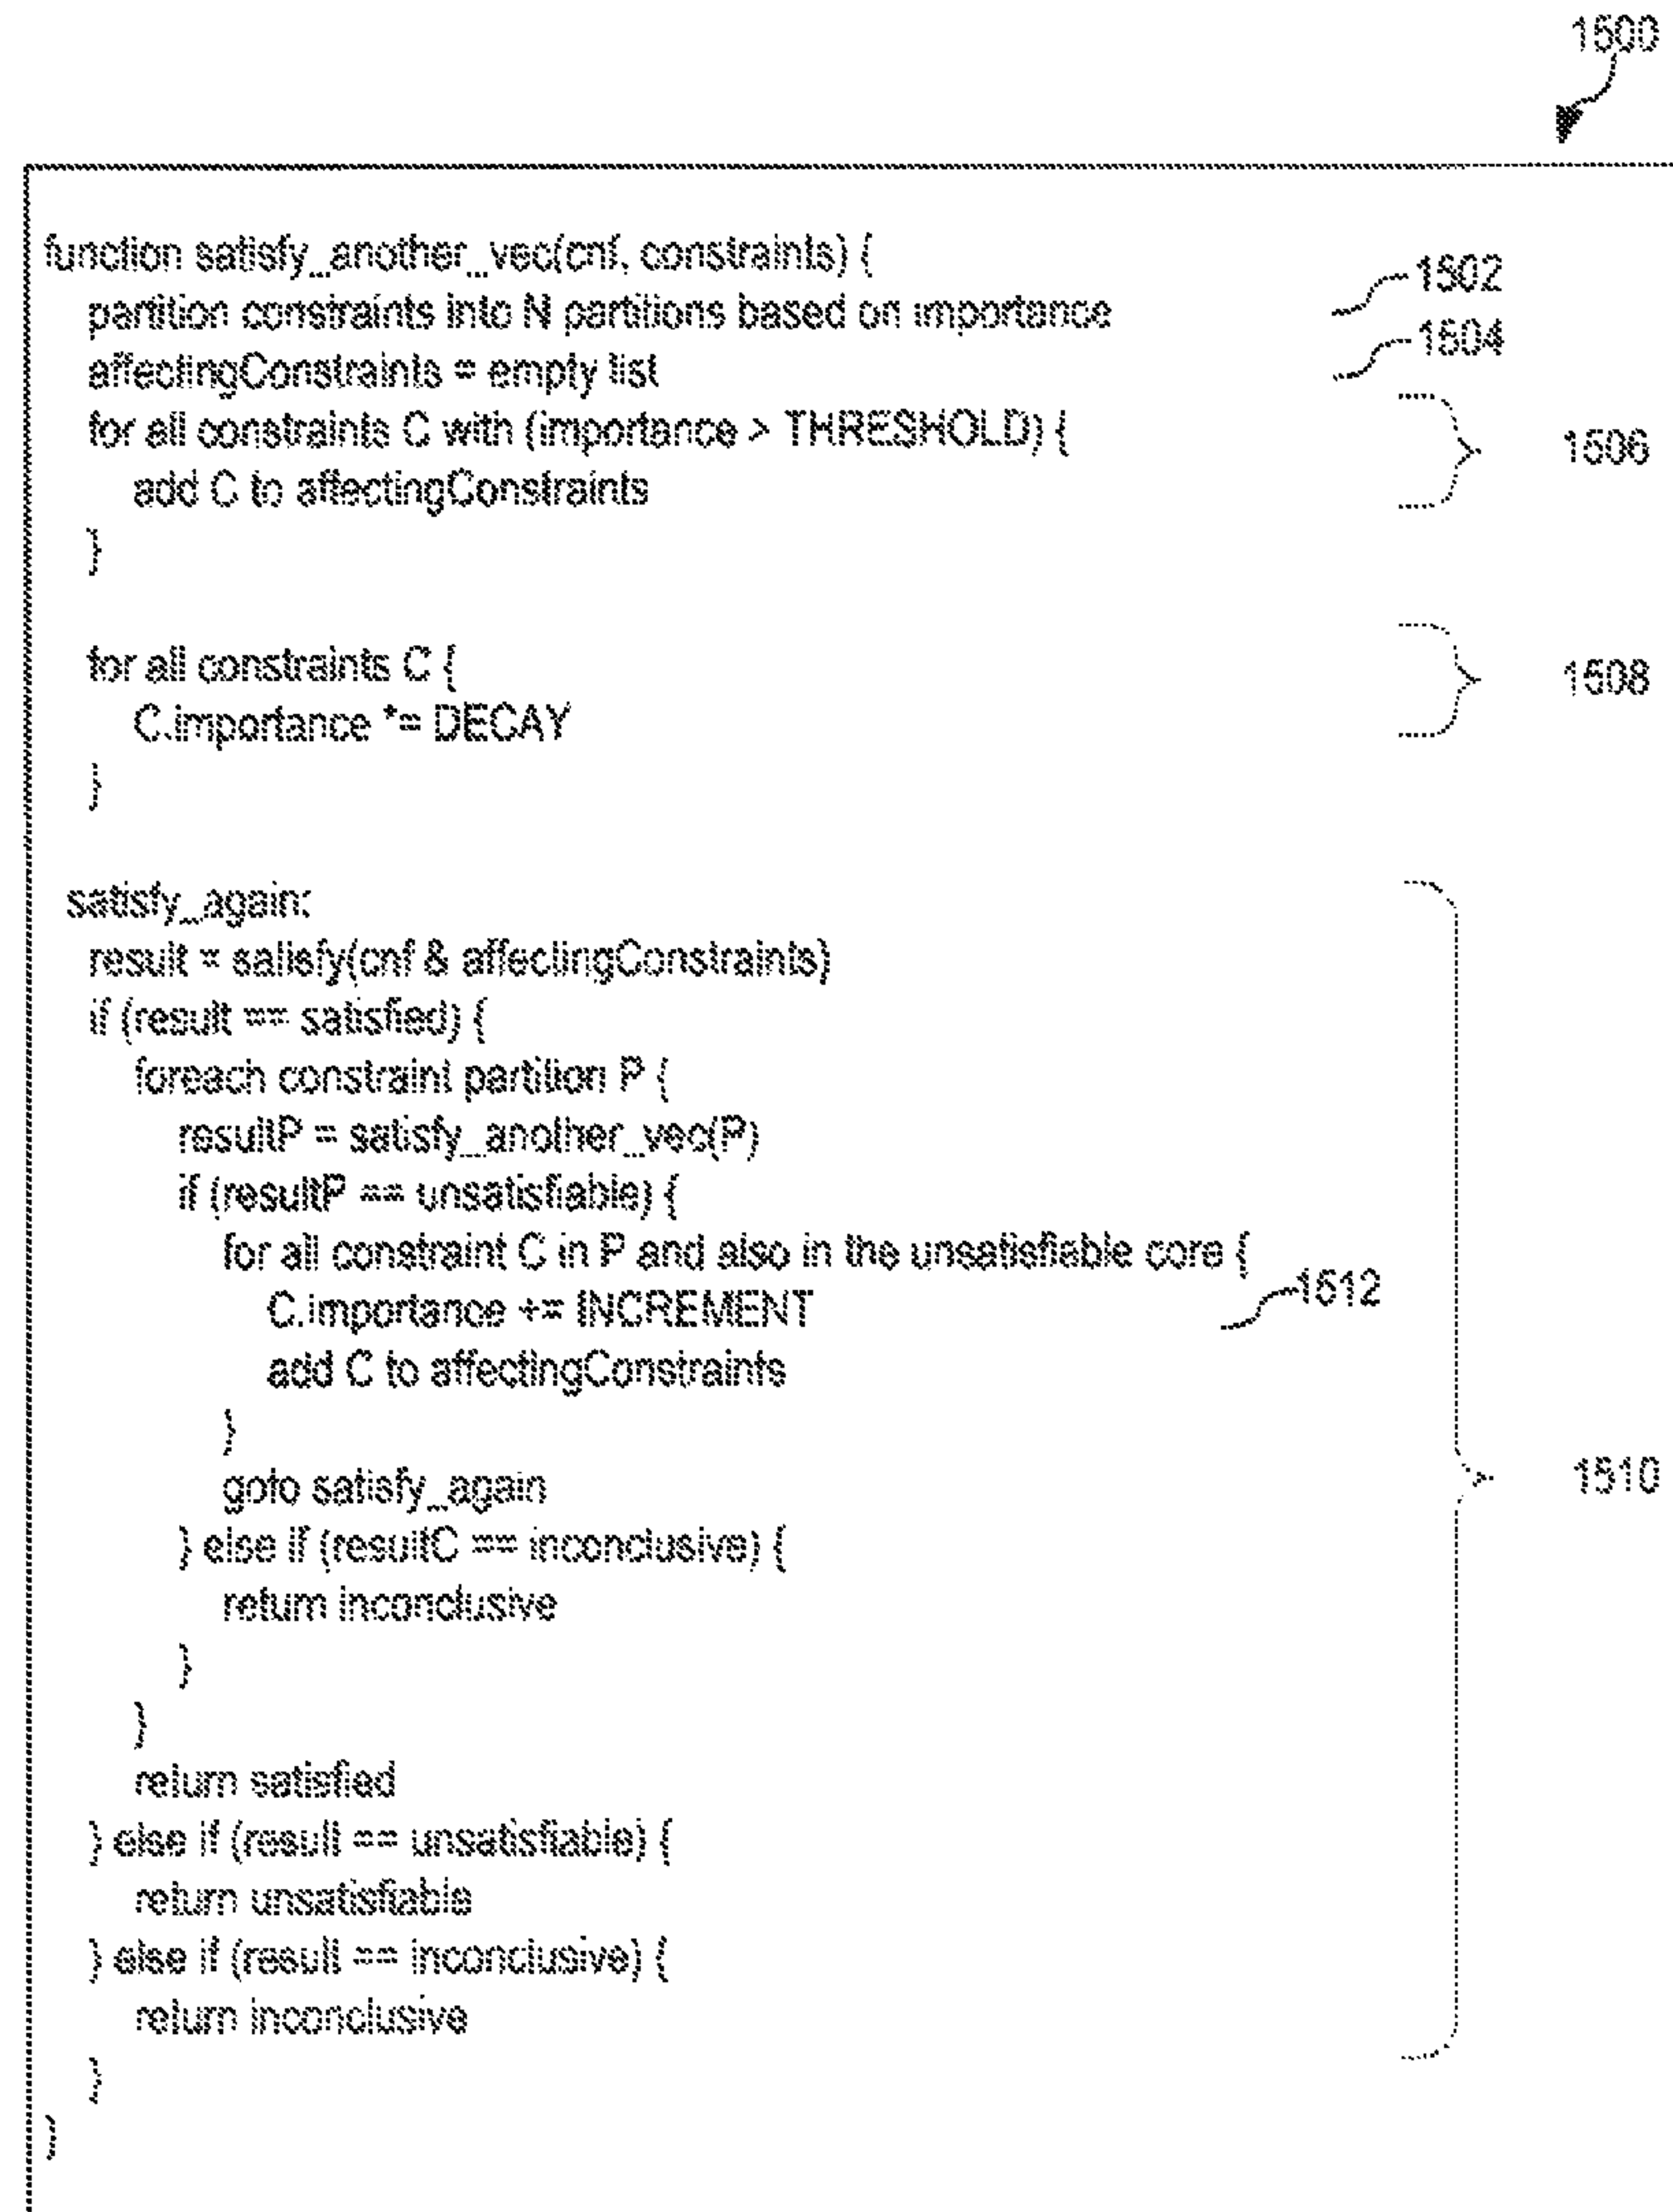 1500
function satisfy_another_vec(cnf, constraints) {
partition constraints into N partitions based on importance
1502
affectingConstraints = empty list
1504
for all constraints C with (importance > THRESHOLD) {
add C to affectingConstraints
}
1506
for all constraints C {
C.importance *= DECAY
}
1508
satisfy_again:
result = satisfy(cnf & affectingConstraints)
if (result == satisfied) {
foreach constraint partition P {
resultP = satisfy_another_vec(P)
if (resultP == unsatisfiable) {
for all constraint C in P and also in the unsatisfiable core {
C.importance += INCREMENT
1512
add C to affectingConstraints
}
goto satisfy_again
1510
} else if (resultC == inconclusive) {
return inconclusive
}
}
return satisfied
} else if (result == unsatisfiable) {
return unsatisfiable
} else if (result == inconclusive) {
return inconclusive
}
}